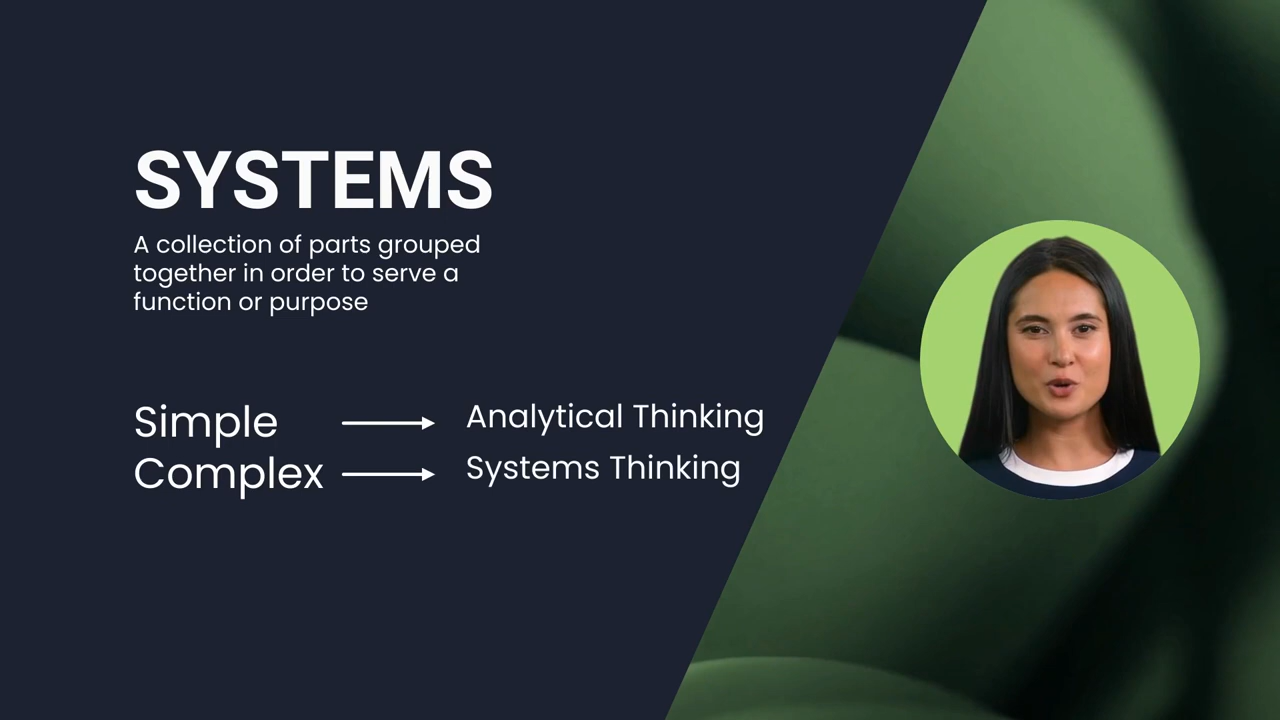 SYSTEMS
A collection of parts grouped
together in order to serve a
function or purpose
Simple → Analytical Thinking
Complex → Systems Thinking